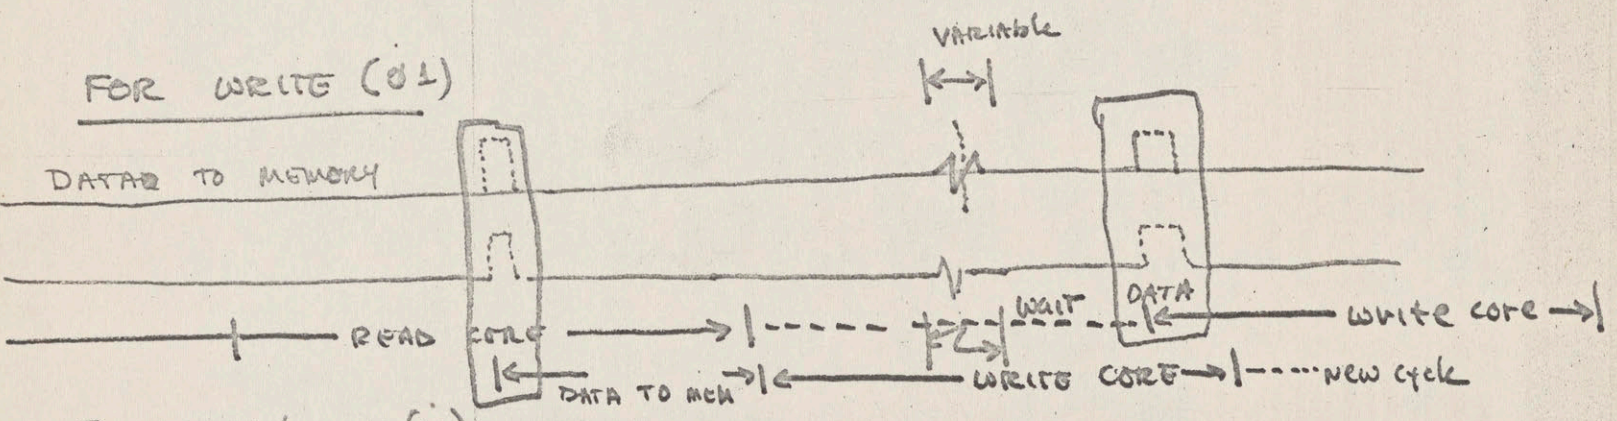 VARIABLE
FOR WRITE (01)
DATA TO MEMORY
WAIT DATA
READ CORE write core
DATA TO MEM WRITE CORE new cycle